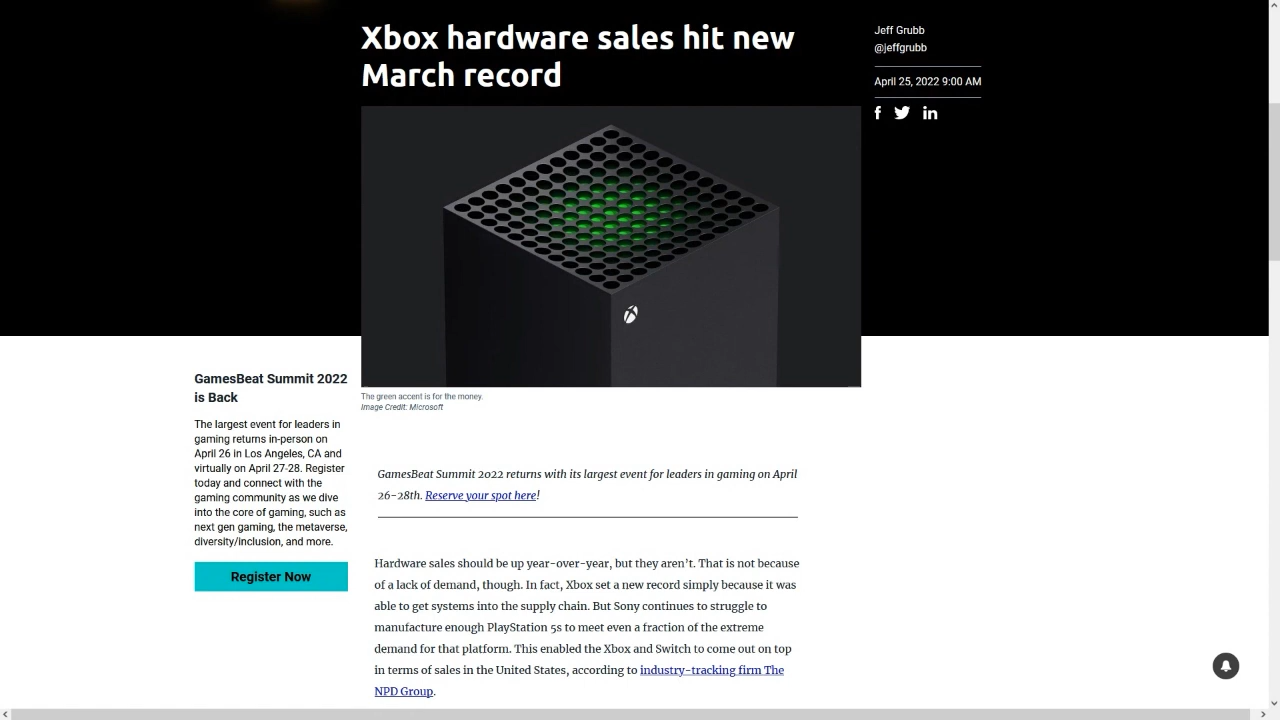 Xbox hardware sales hit new
March record
Jeff Grubb
@jeffgrubb
April 25, 2022 9:00 AM
The green accent is for the money.
Image Credit: Microsoft
GamesBeat Summit 2022
is Back
The largest event for leaders in
gaming returns in-person on
April 26 in Los Angeles, CA and
virtually on April 27-28. Register
today and connect with the
gaming community as we dive
into the core of gaming, such as
next gen gaming, the metaverse,
diversity/inclusion, and more.
Register Now
GamesBeat Summit 2022 returns with its largest event for leaders in gaming on April
26-28th. Reserve your spot here!
Hardware sales should be up year-over-year, but they aren’t. That is not because
of a lack of demand, though. In fact, Xbox set a new record simply because it was
able to get systems into the supply chain. But Sony continues to struggle to
manufacture enough PlayStation 5s to meet even a fraction of the extreme
demand for that platform. This enabled the Xbox and Switch to come out on top
in terms of sales in the United States, according to industry-tracking firm The
NPD Group.